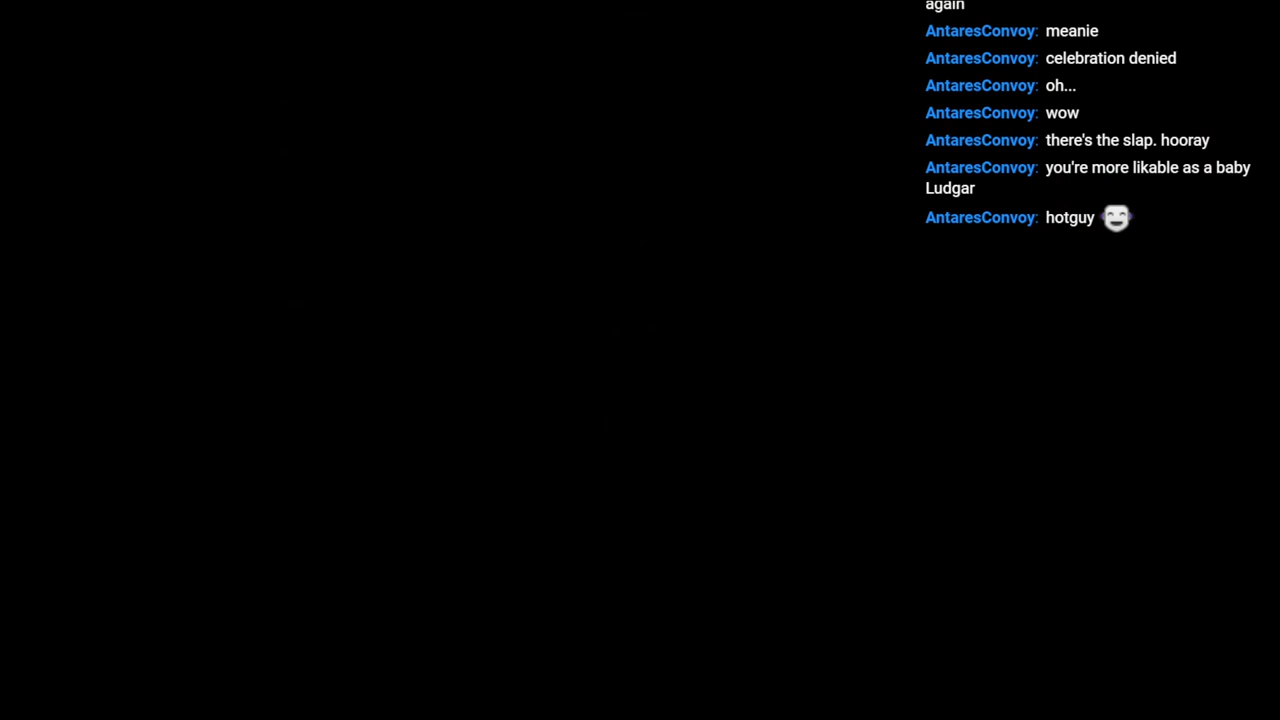 again
AntaresConvoy: meanie
AntaresConvoy: celebration denied
AntaresConvoy: oh...
AntaresConvoy: wow
AntaresConvoy: there's the slap. hooray
AntaresConvoy: you're more likable as a baby
Ludgar
AntaresConvoy: hotguy